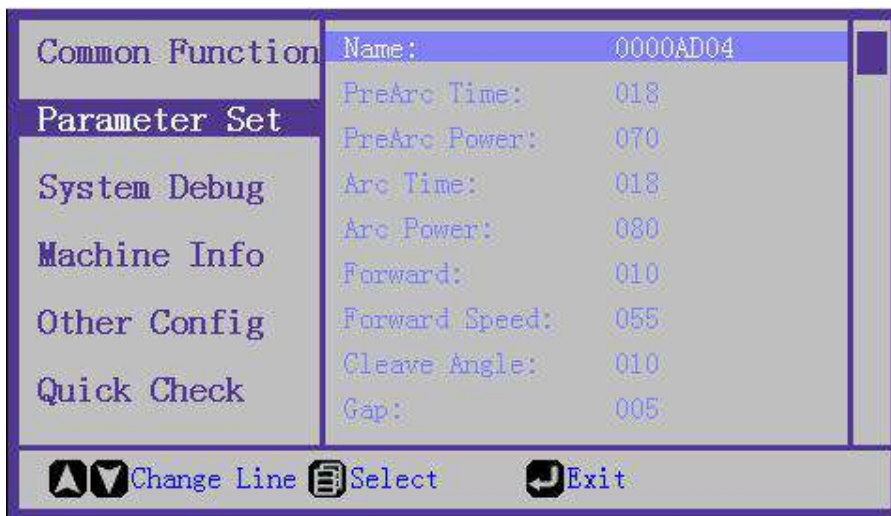 Common Function
Parameter Set
System Debug
Machine Info
Other Config
Quick Check
Name: 0000AD04
PreArc Time: 018
PreArc Power: 070
Arc Time: 018
Arc Power: 080
Forward: 010
Forward Speed: 055
Cleave Angle: 010
Gap: 005
Change Line Select Exit